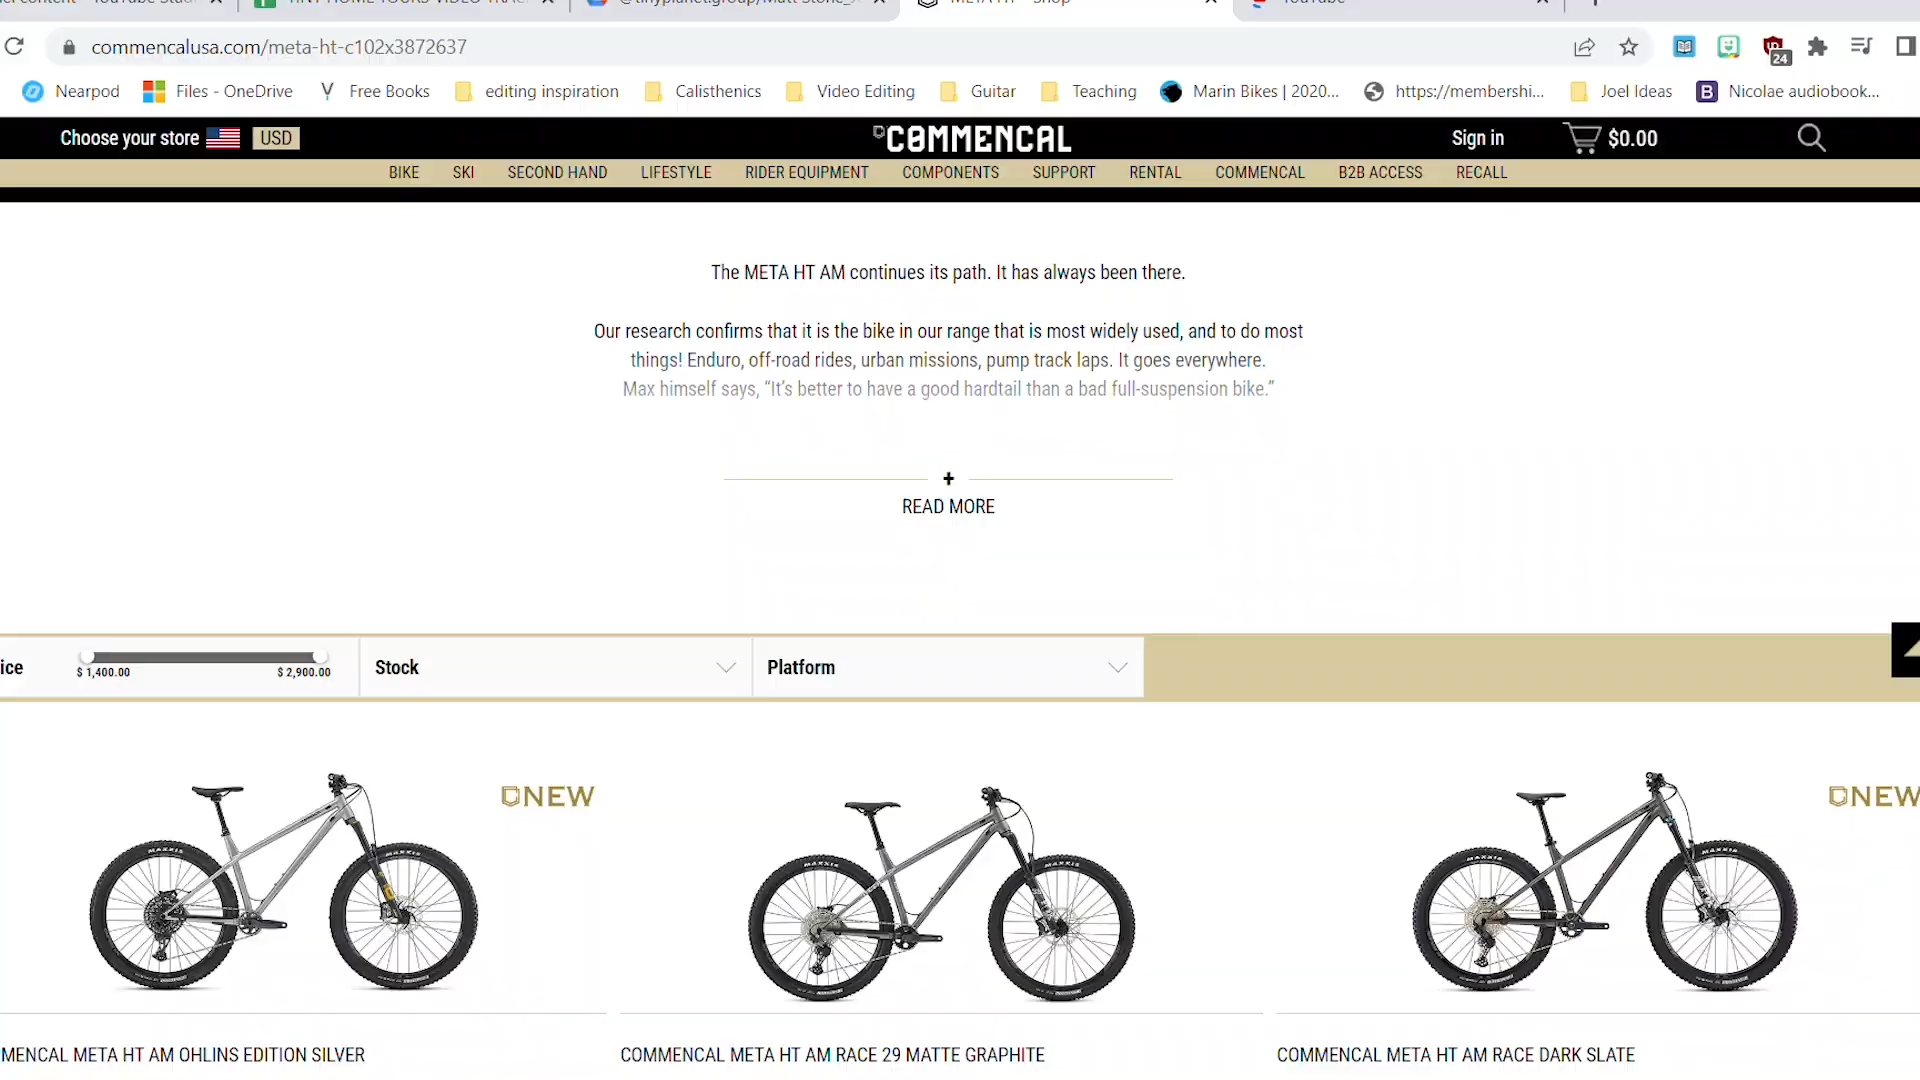 commencalusa.com/meta-ht-c102x3872637
24
Nearpod
Files - OneDrive
Free Books
editing inspiration
Calisthenics
Video Editing
Guitar
Teaching
Marin Bikes | 2020...
https://membershi...
Joel Ideas
B
Nicolae audiobook...
Choose your store
USD
COMMENCAL
Sign in
$0.00
BIKE
SKI
SECOND HAND
LIFESTYLE
RIDER EQUIPMENT
COMPONENTS
SUPPORT
RENTAL
COMMENCAL
B2B ACCESS
RECALL
The META HT AM continues its path. It has always been there.
Our research confirms that it is the bike in our range that is most widely used, and to do most
things! Enduro, off-road rides, urban missions, pump track laps. It goes everywhere.
Max himself says, “It's better to have a good hardtail than a bad full-suspension bike.”
+
READ MORE
ice
$ 1,400.00
$ 2,900.00
Stock
Platform
NEW
NEW
MAXXIS
MAXXIS
MAXXIS
MAXXIS
MAXXIS
MAXXIS
MENCAL META HT AM OHLINS EDITION SILVER
COMMENCAL META HT AM RACE 29 MATTE GRAPHITE
COMMENCAL META HT AM RACE DARK SLATE